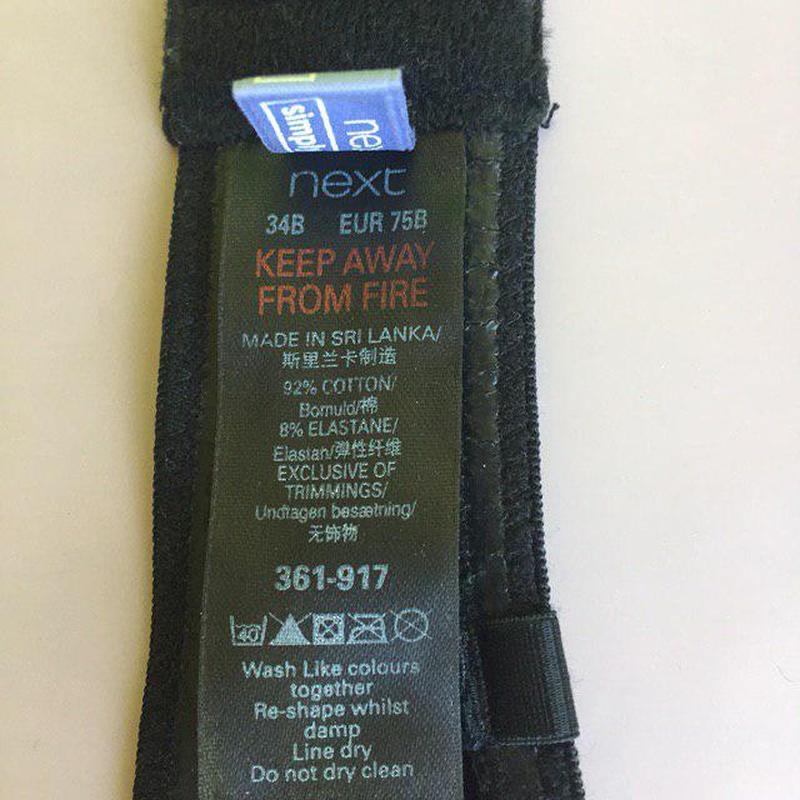 simpl
ne
next
34B EUR 75B
KEEP AWAY
FROM FIRE
MADE IN SRI LANKA/
斯里兰卡制造
92% COTTON/
Bomuld/棉
8% ELASTANE/
Elastan/弹性纤维
EXCLUSIVE OF
TRIMMINGS/
Undtagen besætning/
无饰物
361-917
40
Wash Like colours
together
Re-shape whilst
damp
Line dry
Do not dry clean